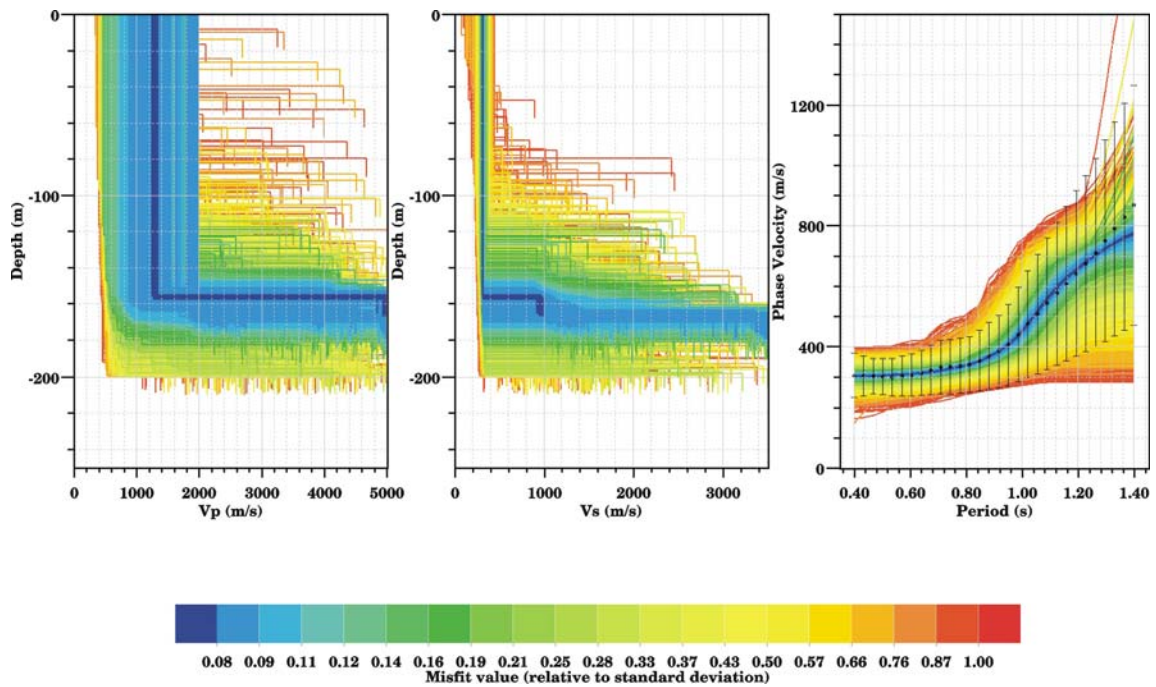 0
-100
-200
Depth (m)
0 1000 2000 3000 4000 5000
Vp (m/s)
0
-100
-200
Depth (m)
0 1000 2000 3000
Vs (m/s)
1200
800
400
0
Phase Velocity (m/s)
0.40 0.60 0.80 1.00 1.20 1.40
Period (s)
0.08 0.09 0.11 0.12 0.14 0.16 0.19 0.21 0.25 0.28 0.33 0.37 0.43 0.50 0.57 0.66 0.76 0.87 1.00
Misfit value (relative to standard deviation)